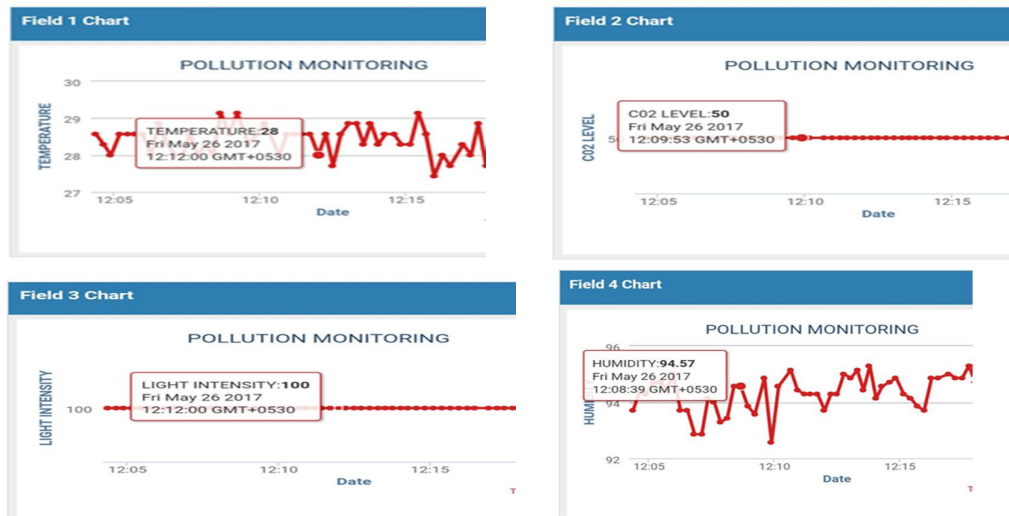 Field 1 Chart
POLLUTION MONITORING
30
29
28
27
TEMPERATURE
TEMPERATURE:28
Fri May 26 2017
12:12:00 GMT+0530
12:05
12:10
12:15
Date
Field 2 Chart
POLLUTION MONITORING
C02 LEVEL
C02 LEVEL:50
Fri May 26 2017
12:09:53 GMT+0530
12:05
12:10
12:15
Date
Field 3 Chart
POLLUTION MONITORING
LIGHT INTENSITY
100
LIGHT INTENSITY:100
Fri May 26 2017
12:12:00 GMT+0530
12:05
12:10
12:15
Date
Field 4 Chart
POLLUTION MONITORING
96
94
92
HUMIDITY:94.57
Fri May 26 2017
12:08:39 GMT+0530
12:05
12:10
12:15
Date